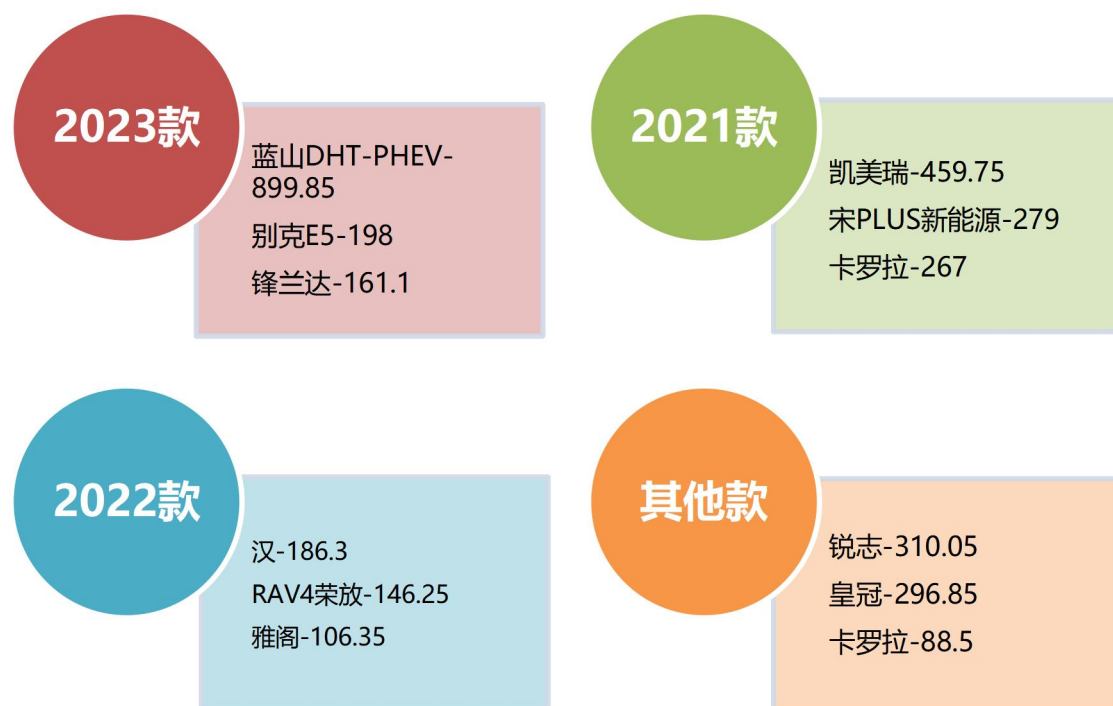 2023款
蓝山DHT-PHEV-
899.85
别克E5-198
锋兰达-161.1
2021款
凯美瑞-459.75
宋PLUS新能源-279
卡罗拉-267
2022款
汉-186.3
RAV4荣放-146.25
雅阁-106.35
其他款
锐志-310.05
皇冠-296.85
卡罗拉-88.5